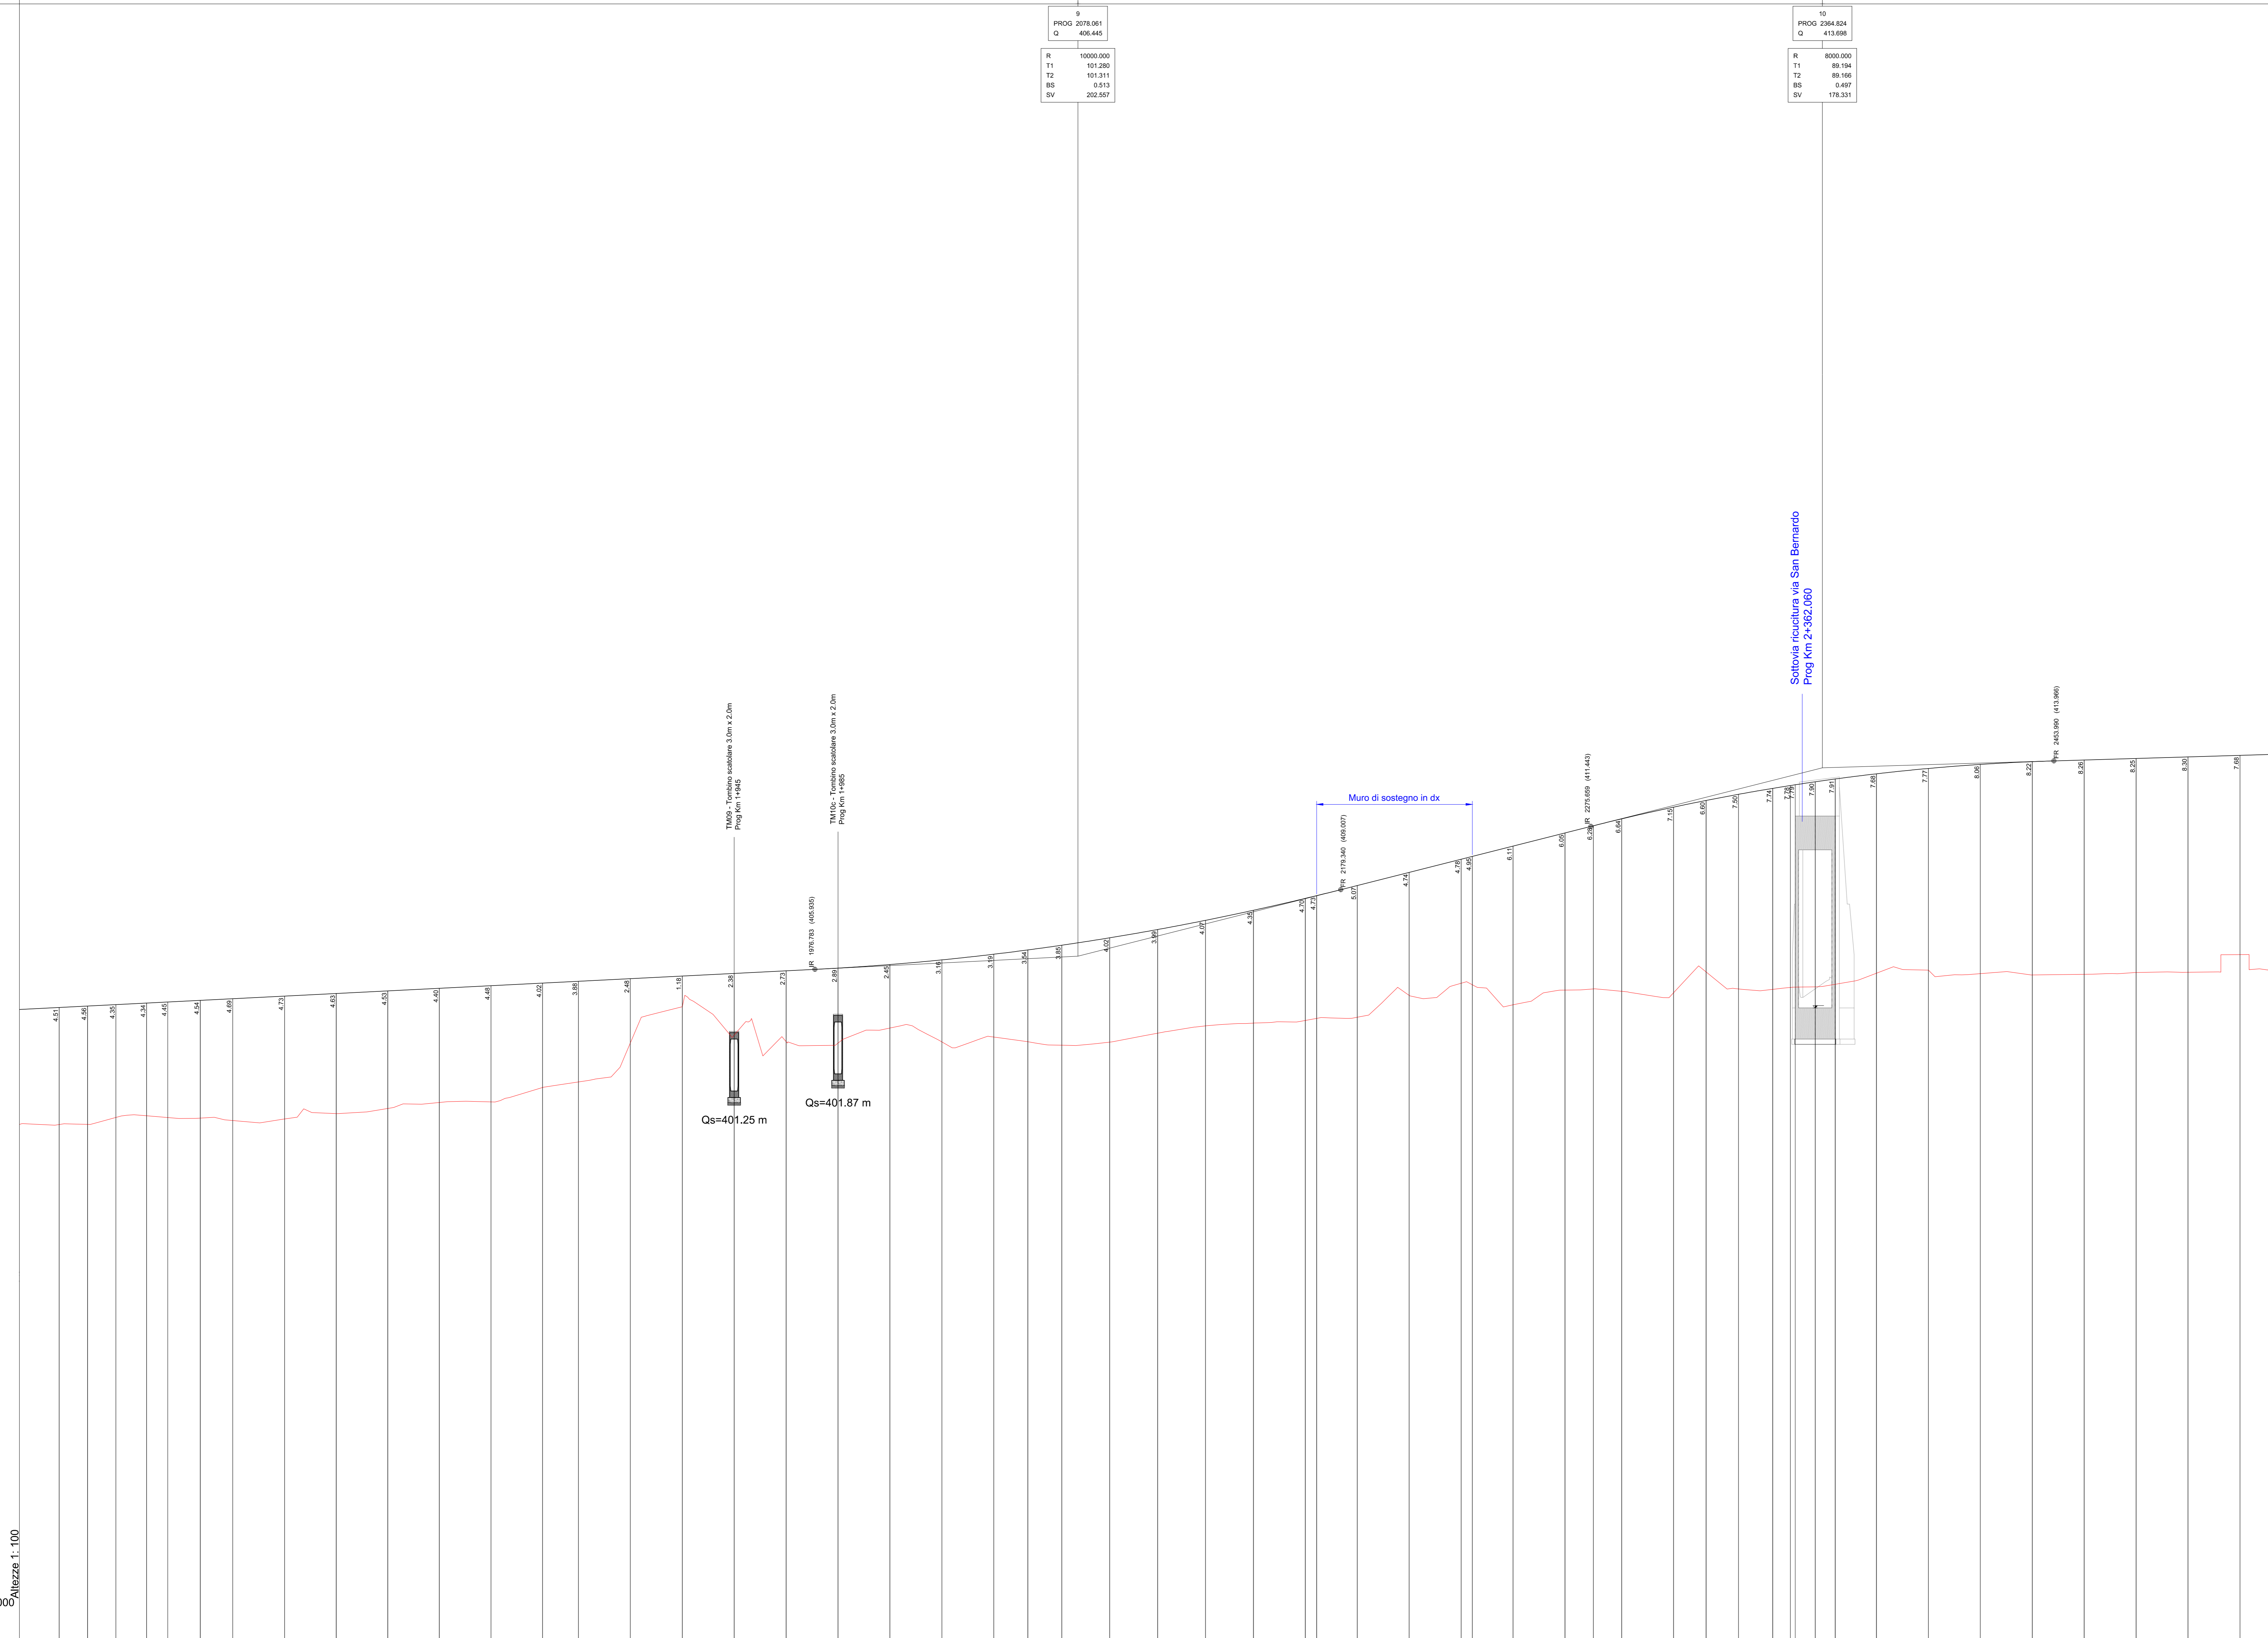 9
PROG 2078.061
Q 406.445
R 10000.000
T1 101.280
T2 101.311
BS 0.513
SV 202.557
10
PROG 2364.824
Q 413.698
R 8000.000
T1 89.194
T2 89.166
BS 0.497
SV 178.331
Sottovia ricucitura via San Bernardo
Prog Km 2+362.060
TM09 - Tombino scatolare 3.0m x 2.0m
Prog Km 1+945
TM10c - Tombino scatolare 3.0m x 2.0m
Prog Km 1+985
IR 1976.783 (405.935)
FR 2179.340 (409.007)
IR 2275.659 (411.443)
FR 2453.990 (413.966)
Muro di sostegno in dx
4.51
4.56
4.35
4.34
4.45
4.54
4.69
4.73
4.63
4.53
4.40
4.48
4.02
3.88
2.48
1.18
2.38
2.73
2.89
2.45
3.16
3.19
3.54
3.85
4.02
3.99
4.07
4.35
4.70
4.73
5.07
4.74
4.78
4.95
6.11
6.05
6.28
6.64
7.15
6.60
7.50
7.74
7.78
7.79
7.90
7.91
7.68
7.77
8.06
8.22
8.26
8.25
8.30
7.68
Qs=401.25 m
Qs=401.87 m
Altezze 1: 100
000